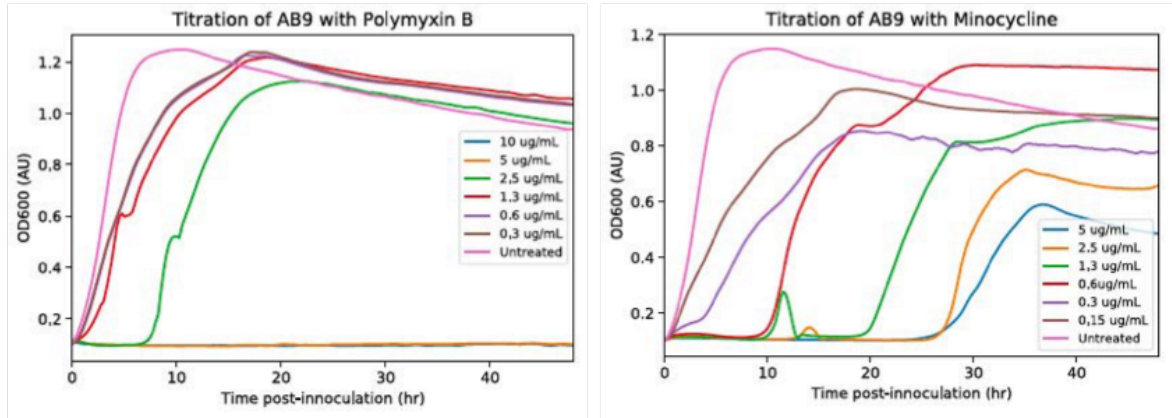 Titration of AB9 with Polymyxin B
OD600 (AU)
1.2
1.0
0.8
0.6
0.4
0,2
10 ug/mL
5 ug/mL
2,5 ug/mL
1.3 ug/mL
0.6 ug/mL
0,3 ug/mL
Untreated
0
10
20
30
40
Time post-innoculation (hr)
Titration of AB9 with Minocycline
OD600 (AU)
1.2
1.0
0.8
0.6
0.4
0.2
5 ug/mL
2.5 ug/mL
1,3 ug/mL
0.6ug/mL
0.3 ug/mL
0,15 ug/mL
Untreated
0
10
20
30
40
Time post-innoculation (hr)